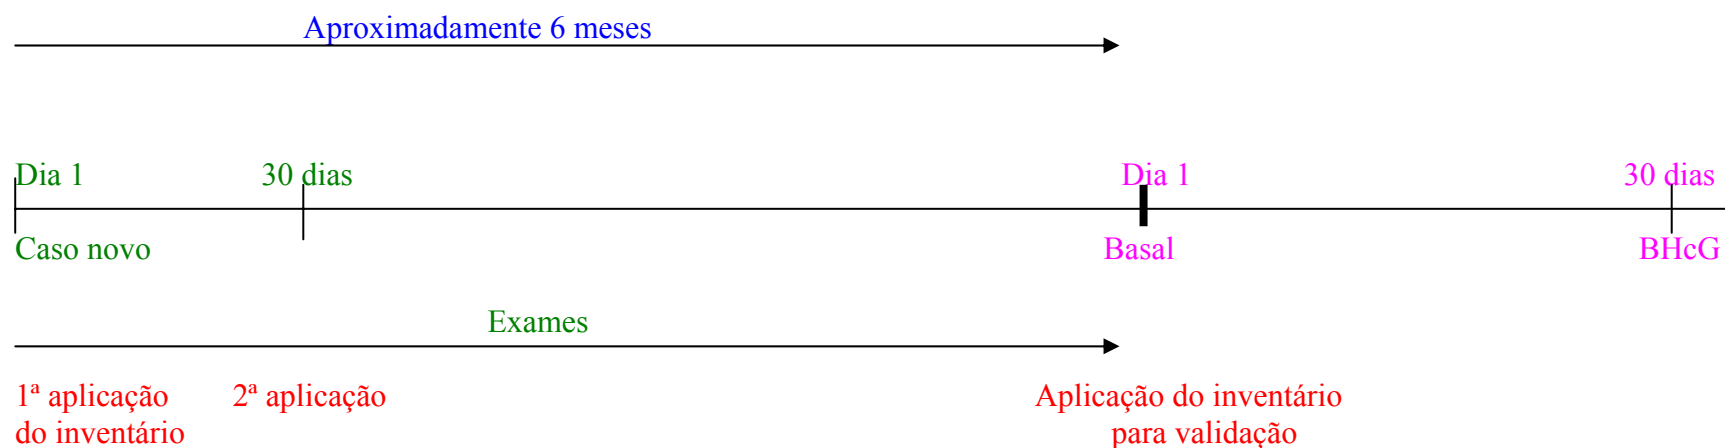 Aproximadamente 6 meses
Dia 1 30 dias Dia 1 30 dias
Caso novo Basal BHcG
Exames
1ª aplicação 2ª aplicação Aplicação do inventário
do inventário para validação